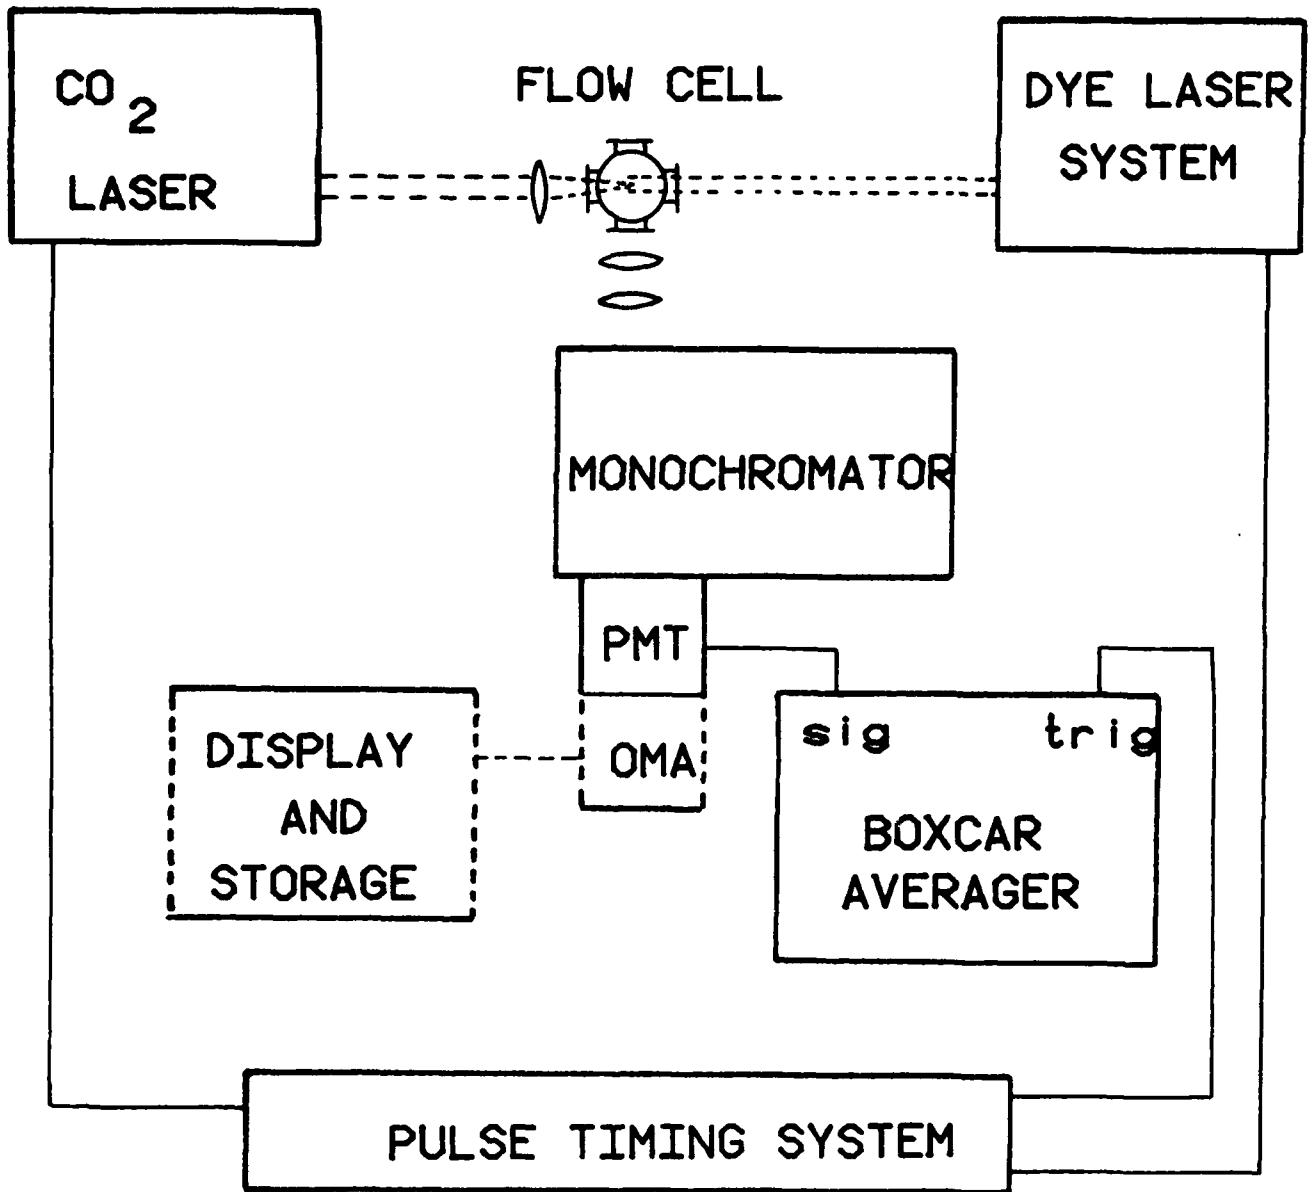 CO2
LASER
FLOW CELL
DYE LASER
SYSTEM
MONOCHROMATOR
PMT
OMA
DISPLAY
AND
STORAGE
sig trig
BOXCAR
AVERAGER
PULSE TIMING SYSTEM